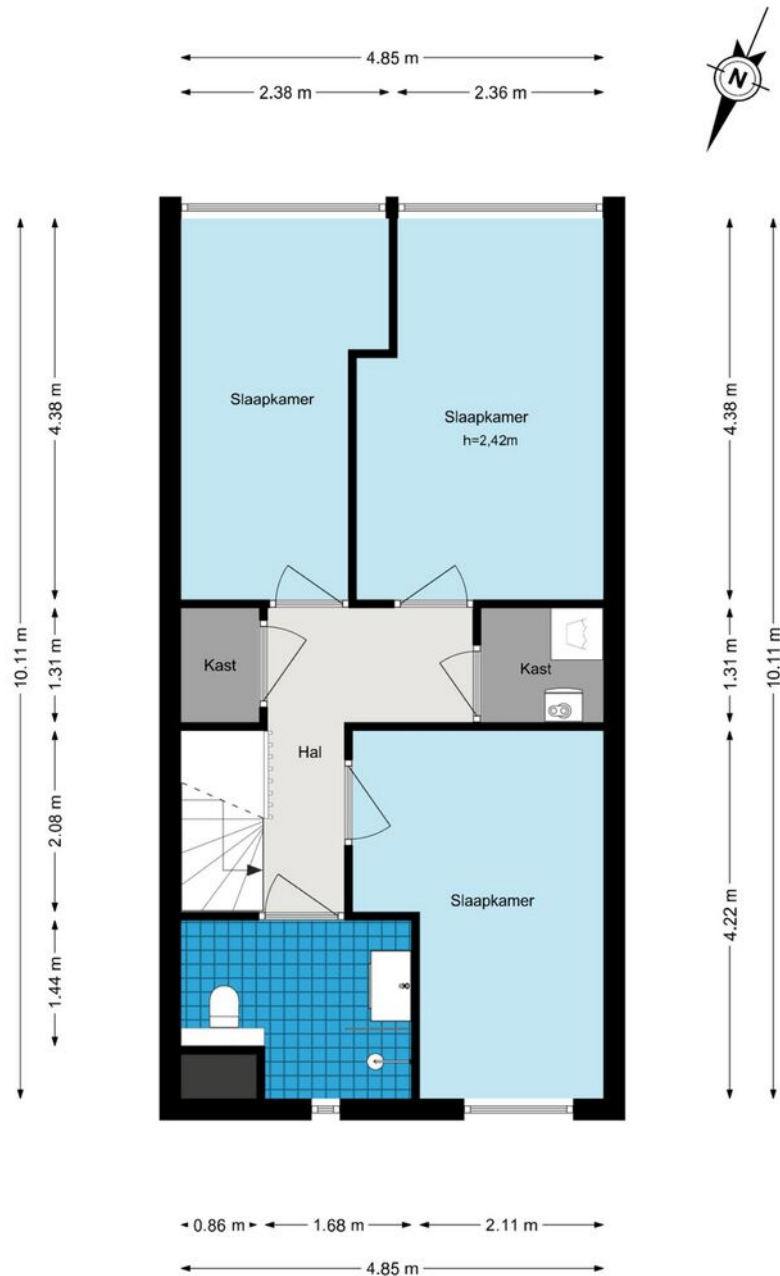 4.85 m
2.38 m
2.36 m
N
10.11 m
4.38 m
1.31 m
2.08 m
1.44 m
Slaapkamer
Slaapkamer
h=2,42m
Kast
Kast
Hal
Slaapkamer
4.38 m
1.31 m
4.22 m
10.11 m
0.86 m
1.68 m
2.11 m
4.85 m